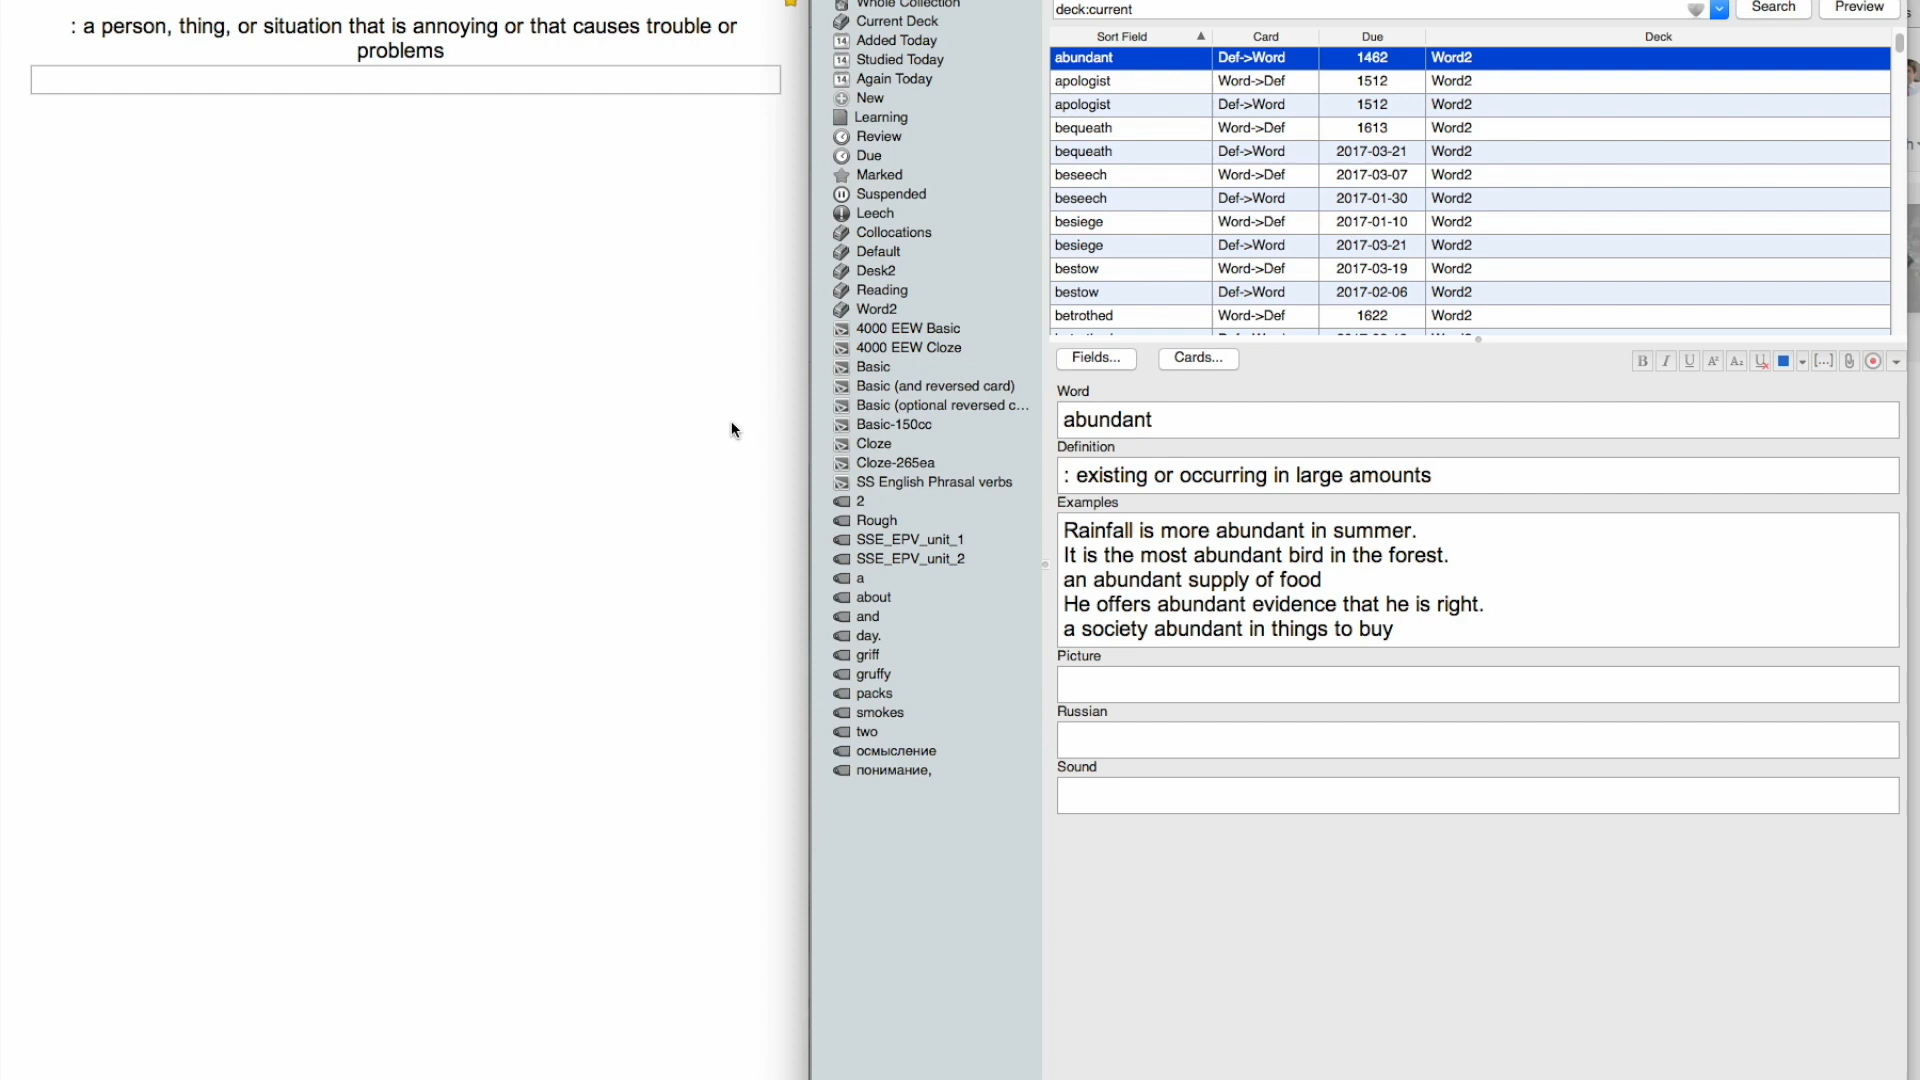 : a person, thing, or situation that is annoying or that causes trouble or
problems
Whole Collection
Current Deck
Added Today
Studied Today
Again Today
New
Learning
Review
Due
Marked
Suspended
Leech
Collocations
Default
Desk2
Reading
Word2
4000 EEW Basic
4000 EEW Cloze
Basic
Basic (and reversed card)
Basic (optional reversed c...
Basic-150cc
Cloze
Cloze-265ea
SS English Phrasal verbs
2
Rough
SSE_EPV_unit_1
SSE_EPV_unit_2
a
about
and
day.
griff
gruffy
packs
smokes
two
осмысление
понимание,
deck:current Search Preview
Sort Field Card Due Deck
abundant Def->Word 1462 Word2
apologist Word->Def 1512 Word2
apologist Def->Word 1512 Word2
bequeath Word->Def 1613 Word2
bequeath Def->Word 2017-03-21 Word2
beseech Word->Def 2017-03-07 Word2
beseech Def->Word 2017-01-30 Word2
besiege Word->Def 2017-01-10 Word2
besiege Def->Word 2017-03-21 Word2
bestow Word->Def 2017-03-19 Word2
bestow Def->Word 2017-02-06 Word2
betrothed Word->Def 1622 Word2
Fields... Cards... B I U A² A₂ U [...]
Word
abundant
Definition
: existing or occurring in large amounts
Examples
Rainfall is more abundant in summer.
It is the most abundant bird in the forest.
an abundant supply of food
He offers abundant evidence that he is right.
a society abundant in things to buy
Picture
Russian
Sound